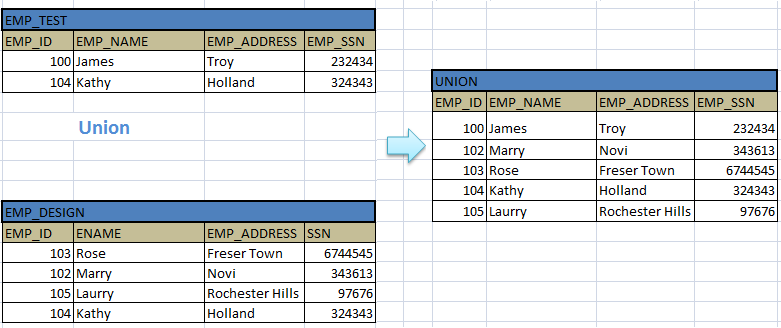 EMP_TEST
EMP_ID EMP_NAME EMP_ADDRESS EMP_SSN
100 James Troy 232434
104 Kathy Holland 324343
Union
EMP_DESIGN
EMP_ID ENAME EMP_ADDRESS SSN
103 Rose Freser Town 6744545
102 Marry Novi 343613
105 Laurry Rochester Hills 97676
104 Kathy Holland 324343
UNION
EMP_ID EMP_NAME EMP_ADDRESS EMP_SSN
100 James Troy 232434
102 Marry Novi 343613
103 Rose Freser Town 6744545
104 Kathy Holland 324343
105 Laurry Rochester Hills 97676